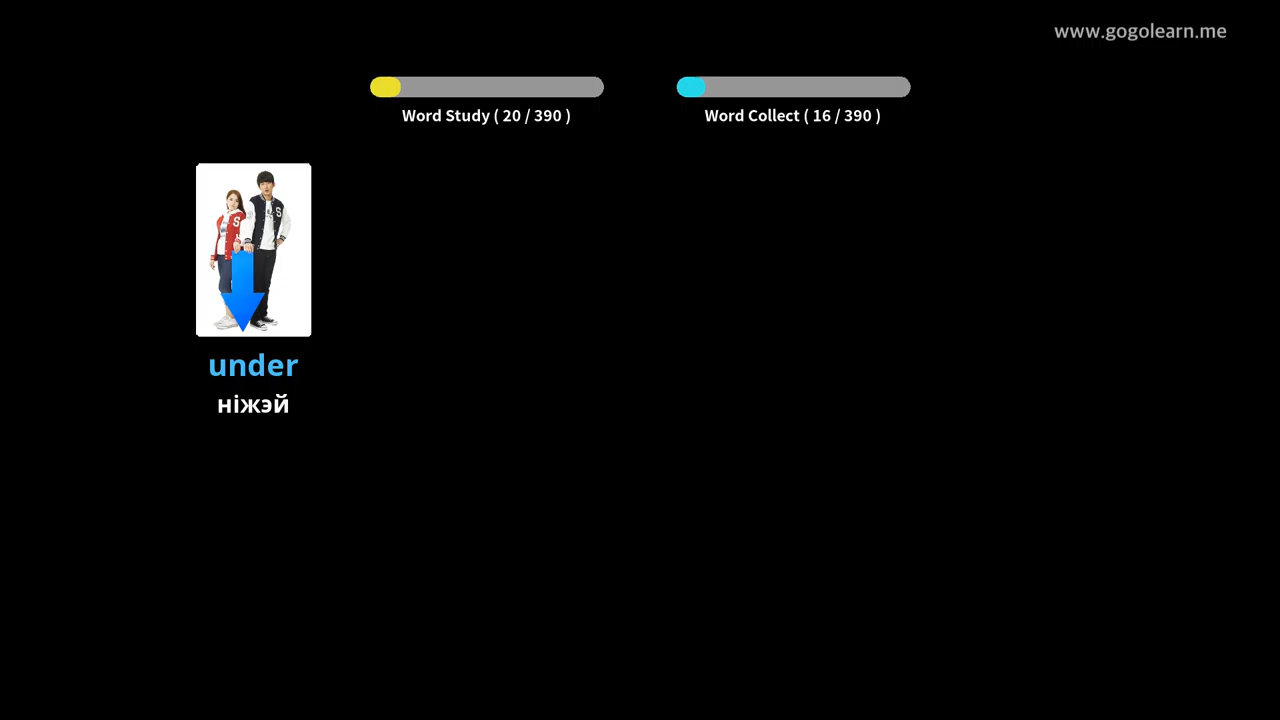 www.gogolearn.me
Word Study ( 20 / 390 )
Word Collect ( 16 / 390 )
S
S
under
ніжэй